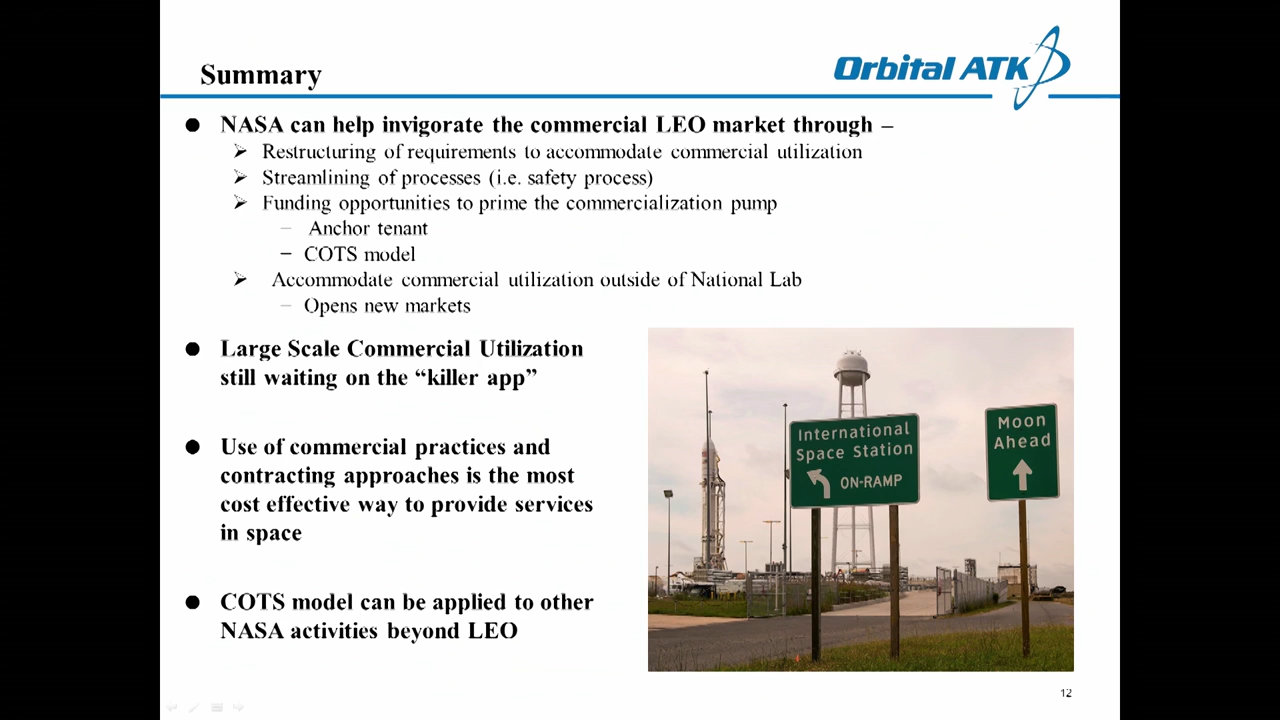 Summary
Orbital ATK
● NASA can help invigorate the commercial LEO market through –
➢ Restructuring of requirements to accommodate commercial utilization
➢ Streamlining of processes (i.e. safety process)
➢ Funding opportunities to prime the commercialization pump
– Anchor tenant
– COTS model
➢ Accommodate commercial utilization outside of National Lab
– Opens new markets
● Large Scale Commercial Utilization
still waiting on the “killer app”
● Use of commercial practices and
contracting approaches is the most
cost effective way to provide services
in space
● COTS model can be applied to other
NASA activities beyond LEO
International
Space Station
ON-RAMP
Moon
Ahead
12